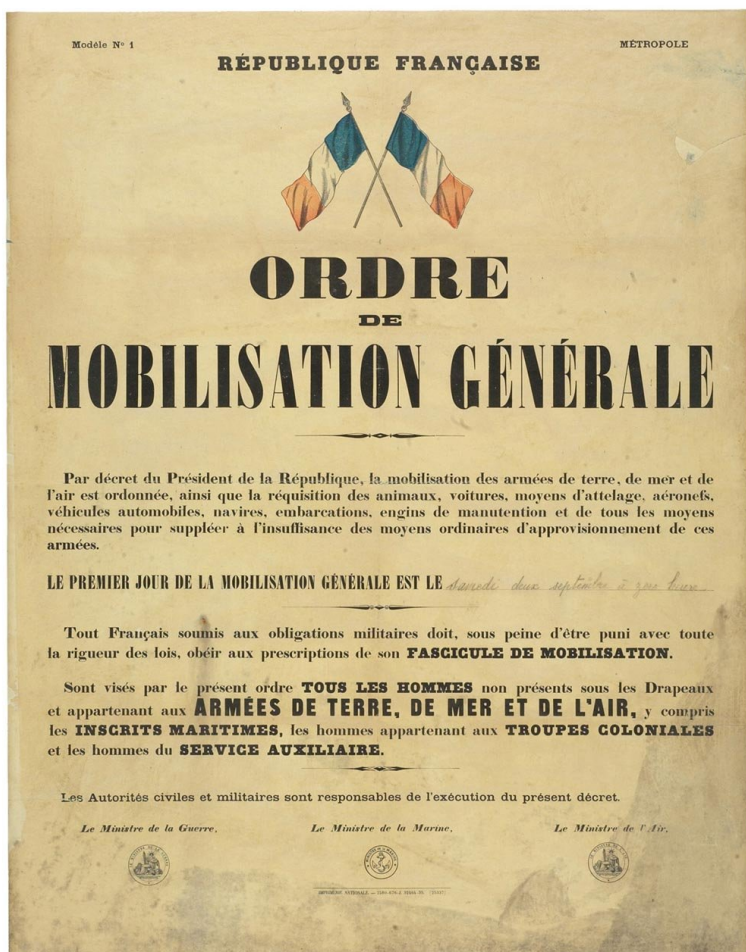 Modèle Nº 1
MÉTROPOLE
RÉPUBLIQUE FRANÇAISE
ORDRE
DE
MOBILISATION GÉNÉRALE
Par décret du Président de la République, la mobilisation des armées de terre, de mer et de
l'air est ordonnée, ainsi que la réquisition des animaux, voitures, moyens d'attelage, aéronefs,
véhicules automobiles, navires, embarcations, engins de manutention et de tous les moyens
nécessaires pour suppléer à l'insuffisance des moyens ordinaires d'approvisionnement de ces
armées.
LE PREMIER JOUR DE LA MOBILISATION GÉNÉRALE EST LE samedi deux septembre à
Tout Français soumis aux obligations militaires doit, sous peine d'être puni avec toute
la rigueur des lois, obéir aux prescriptions de son FASCICULE DE MOBILISATION.
Sont visés par le présent ordre TOUS LES HOMMES non présents sous les Drapeaux
et appartenant aux ARMÉES DE TERRE, DE MER ET DE L'AIR, y compris
les INSCRITS MARITIMES, les hommes appartenant aux TROUPES COLONIALES
et les hommes du SERVICE AUXILIAIRE.
Les Autorités civiles et militaires sont responsables de l'exécution du présent décret.
Le Ministre de la Guerre,
Le Ministre de la Marine,
Le Ministre de l'Air,
IMPRIMERIE NATIONALE